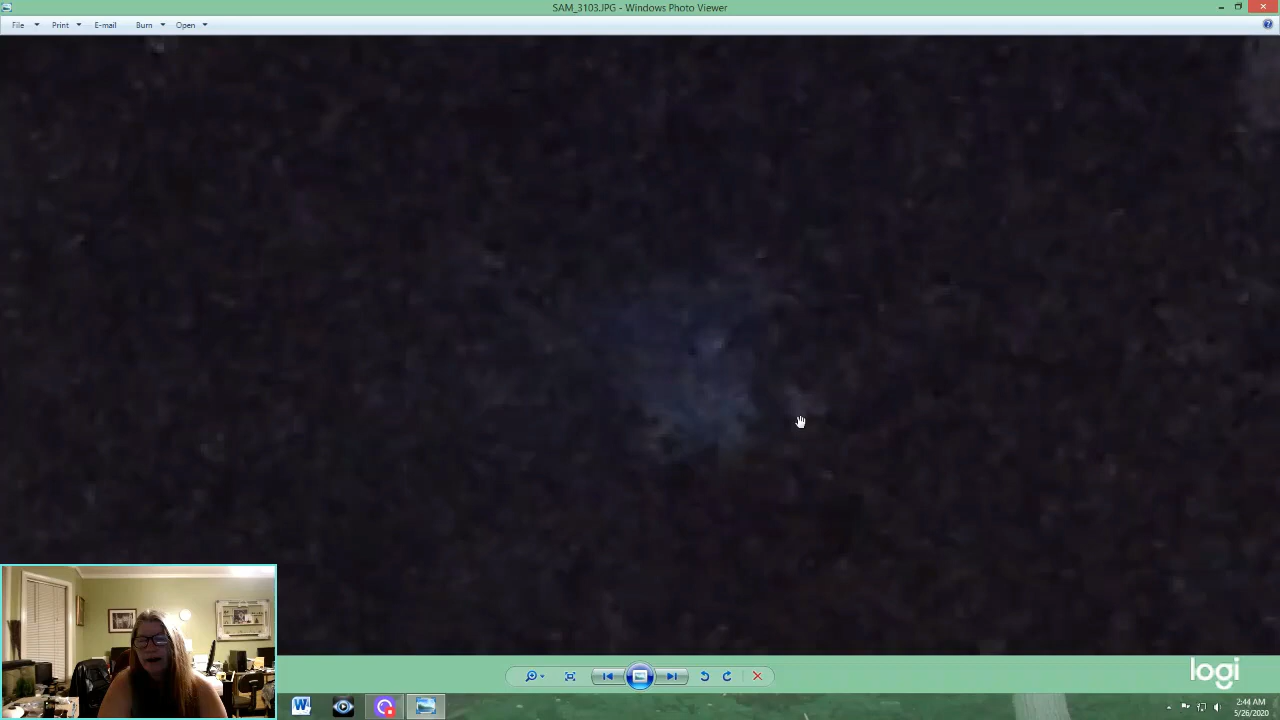 SAM_3103.JPG - Windows Photo Viewer
File Print E-mail Burn Open
logi
2:44 AM
5/26/2020